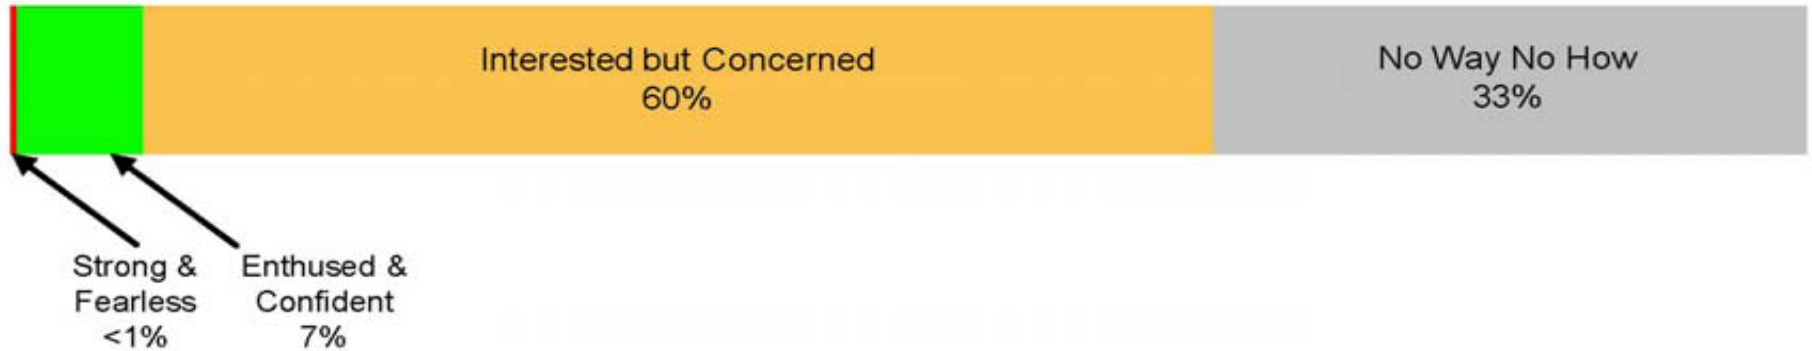 Interested but Concerned
60%
No Way No How
33%
Strong &
Fearless
<1%
Enthused &
Confident
7%